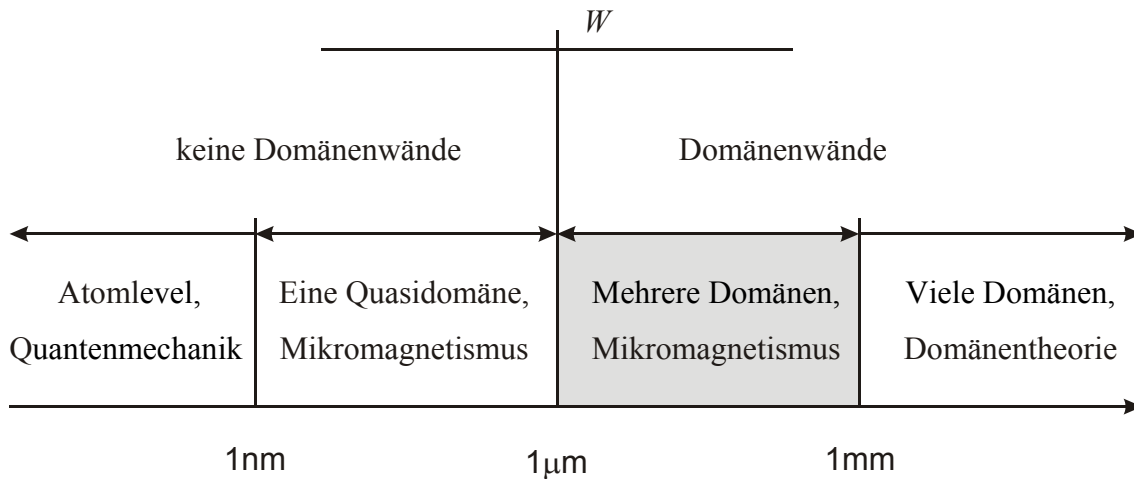 W
keine Domänenwände
Domänenwände
Atomlevel,
Quantenmechanik
Eine Quasidomäne,
Mikromagnetismus
Mehrere Domänen,
Mikromagnetismus
Viele Domänen,
Domänentheorie
1nm
1μm
1mm